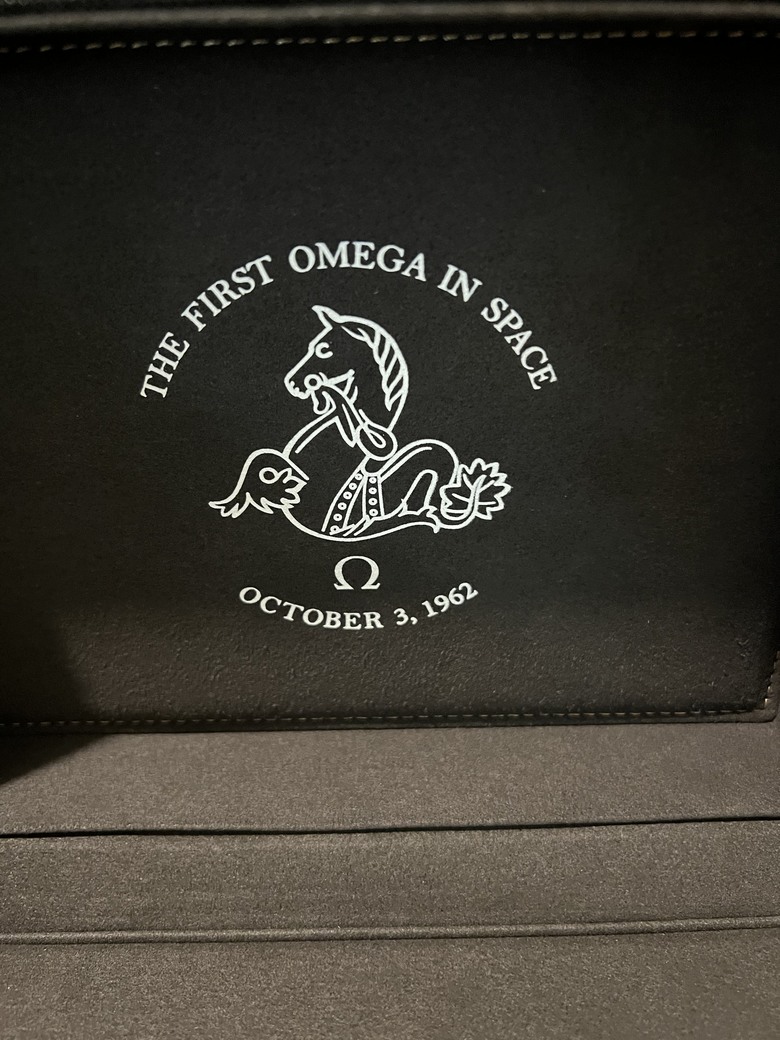 THE FIRST OMEGA IN SPACE
Ω
OCTOBER 3, 1962